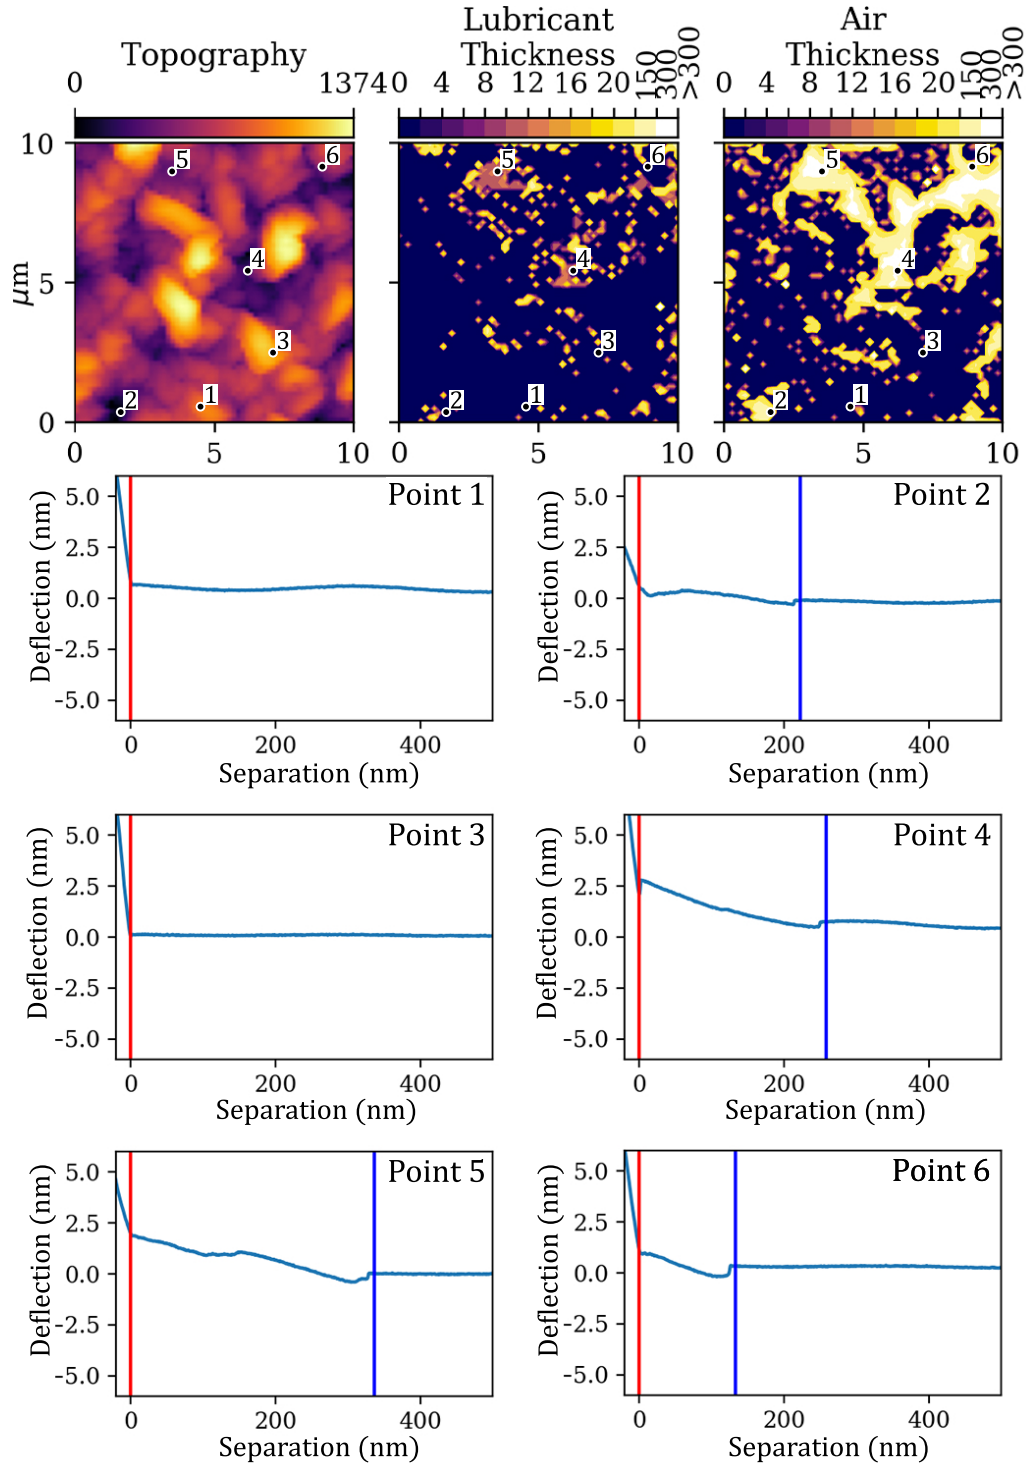 Topography
Lubricant
Thickness
Air
Thickness
0 1374
0 4 8 12 16 20 150 300 >300
0 4 8 12 16 20 150 300 >300
10
5
0
μm
5 6 4 3 2 1
5 6 4 3 2 1
5 6 4 3 2 1
0 5 10
0 5 10
0 5 10
Point 1
Deflection (nm)
5.0
2.5
0.0
-2.5
-5.0
0 200 400
Separation (nm)
Point 2
Deflection (nm)
5.0
2.5
0.0
-2.5
-5.0
0 200 400
Separation (nm)
Point 3
Deflection (nm)
5.0
2.5
0.0
-2.5
-5.0
0 200 400
Separation (nm)
Point 4
Deflection (nm)
5.0
2.5
0.0
-2.5
-5.0
0 200 400
Separation (nm)
Point 5
Deflection (nm)
5.0
2.5
0.0
-2.5
-5.0
0 200 400
Separation (nm)
Point 6
Deflection (nm)
5.0
2.5
0.0
-2.5
-5.0
0 200 400
Separation (nm)